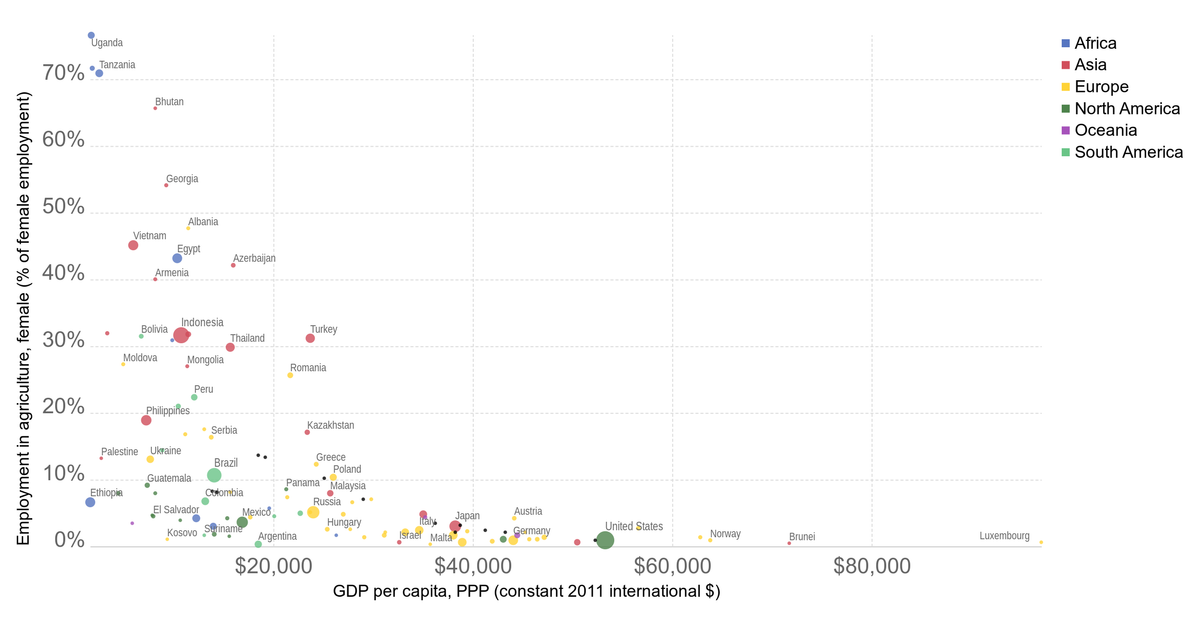 Uganda
Tanzania
70%
Bhutan
60%
Georgia
50%
Albania
Vietnam
Egypt
Azerbaijan
40%
Armenia
Indonesia
Bolivia
Turkey
30%
Thailand
Moldova
Mongolia
Romania
Peru
20%
Philippines
Kazakhstan
Serbia
Palestine
Ukraine
Greece
Brazil
Poland
10%
Guatemala
Panama
Malaysia
Ethiopia
Colombia
Russia
El Salvador
Mexico
Hungary
Italy
Japan
Austria
United States
Kosovo
Suriname
Argentina
Israel
Malta
Germany
Norway
Brunei
Luxembourg
0%
$20,000
$40,000
$60,000
$80,000
GDP per capita, PPP (constant 2011 international $)
Employment in agriculture, female (% of female employment)
Africa
Asia
Europe
North America
Oceania
South America